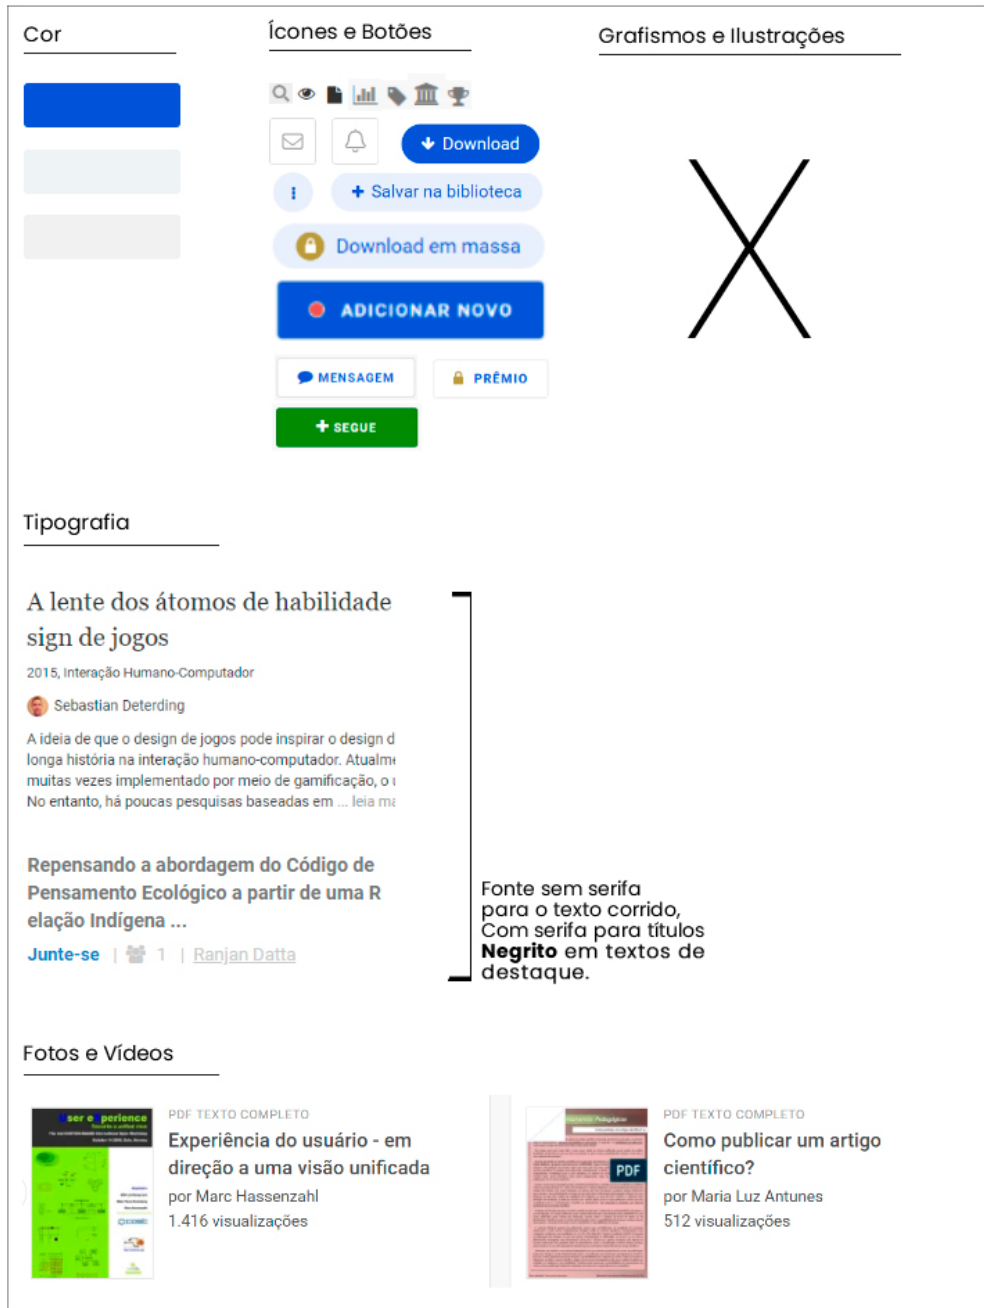 Cor
Ícones e Botões
Grafismos e Ilustrações
Download
Salvar na biblioteca
Download em massa
ADICIONAR NOVO
MENSAGEM
PRÊMIO
SEGUE
Tipografia
A lente dos átomos de habilidade
sign de jogos
2015, Interação Humano-Computador
Sebastian Deterding
A ideia de que o design de jogos pode inspirar o design d
longa história na interação humano-computador. Atualme
muitas vezes implementado por meio de gamificação, o u
No entanto, há poucas pesquisas baseadas em ... leia ma
Repensando a abordagem do Código de
Pensamento Ecológico a partir de uma R
elação Indígena ...
Junte-se | 1 | Ranjan Datta
Fonte sem serifa
para o texto corrido,
Com serifa para títulos
Negrito em textos de
destaque.
Fotos e Vídeos
User eXperience
PDF TEXTO COMPLETO
Experiência do usuário - em
direção a uma visão unificada
por Marc Hassenzahl
1.416 visualizações
PDF
PDF TEXTO COMPLETO
Como publicar um artigo
científico?
por Maria Luz Antunes
512 visualizações